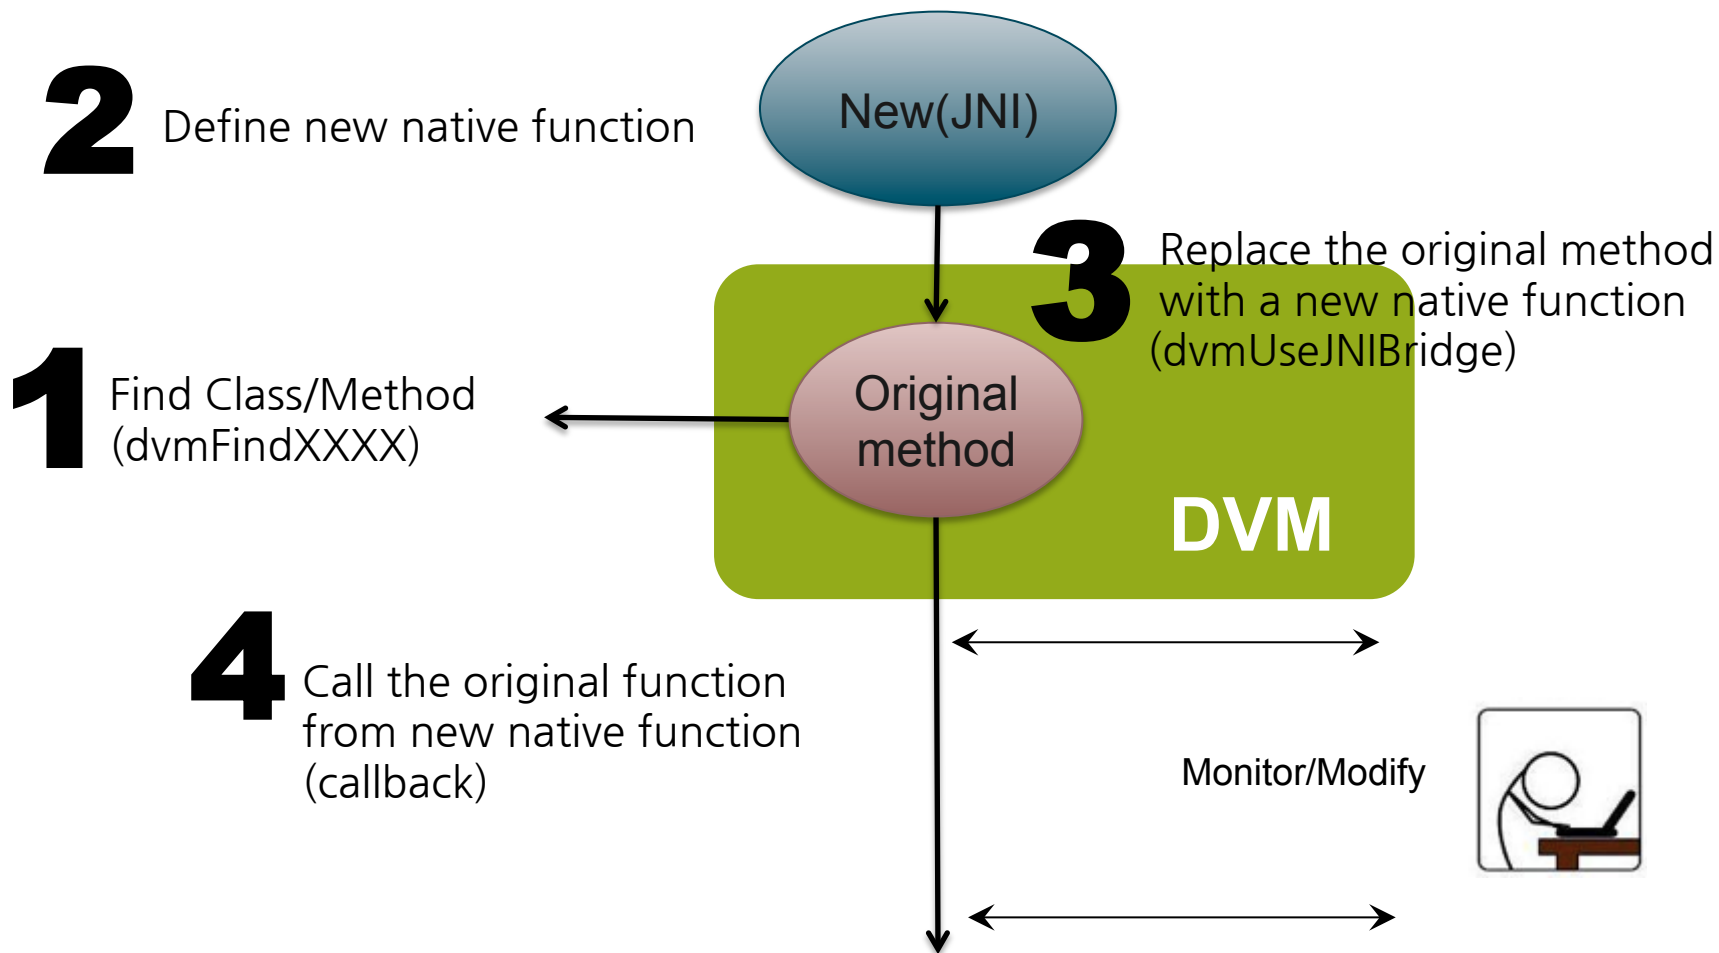 2
Define new native function
New(JNI)
3
Replace the original method
with a new native function
(dvmUseJNIBridge)
1
Find Class/Method
(dvmFindXXXX)
Original
method
DVM
4
Call the original function
from new native function
(callback)
Monitor/Modify